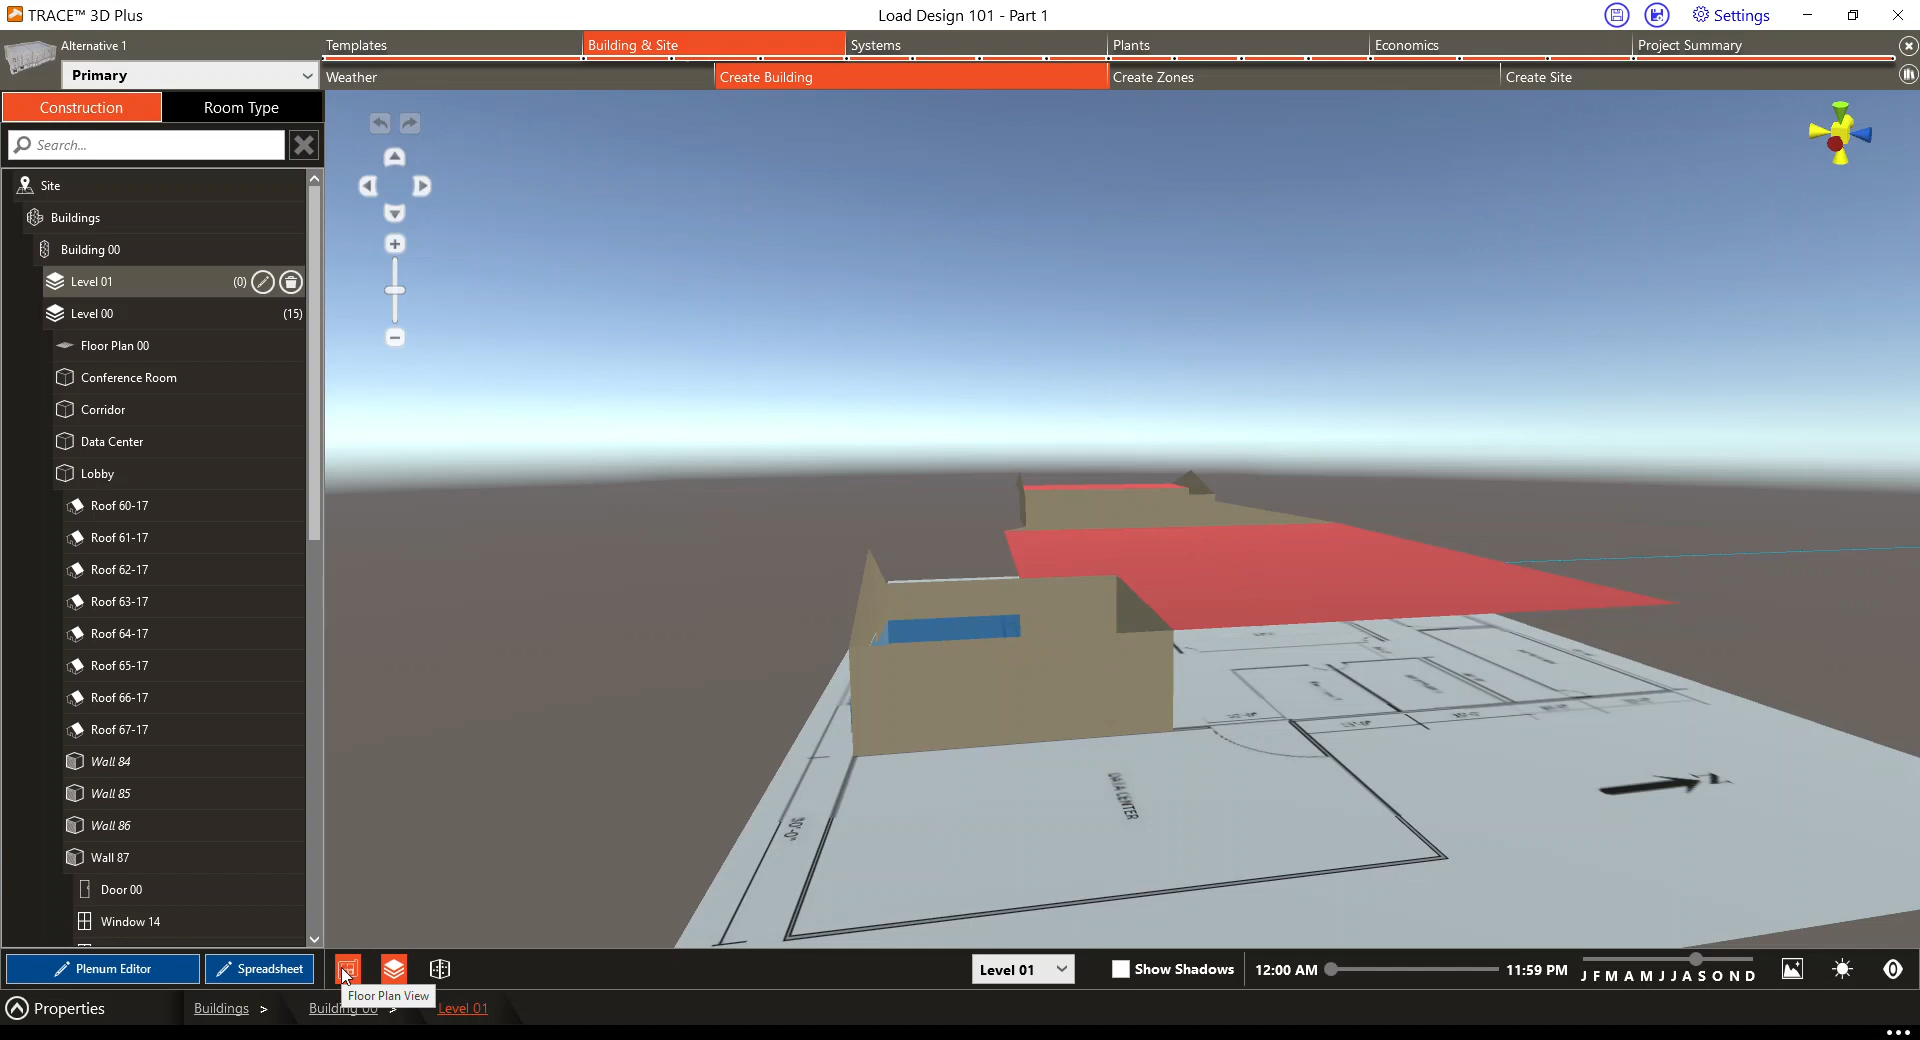 TRACE™ 3D Plus
Load Design 101 - Part 1
Settings
Alternative 1
Primary
Templates
Building & Site
Systems
Plants
Economics
Project Summary
Weather
Create Building
Create Zones
Create Site
Construction
Room Type
Search...
Site
Buildings
Building 00
Level 01 (0)
Level 00 (15)
Floor Plan 00
Conference Room
Corridor
Data Center
Lobby
Roof 60-17
Roof 61-17
Roof 62-17
Roof 63-17
Roof 64-17
Roof 65-17
Roof 66-17
Roof 67-17
Wall 84
Wall 85
Wall 86
Wall 87
Door 00
Window 14
DATA CENTER
Plenum Editor
Spreadsheet
Level 01
Show Shadows
12:00 AM
11:59 PM
J F M A M J J A S O N D
Floor Plan View
Properties
Buildings >
Building 00 >
Level 01